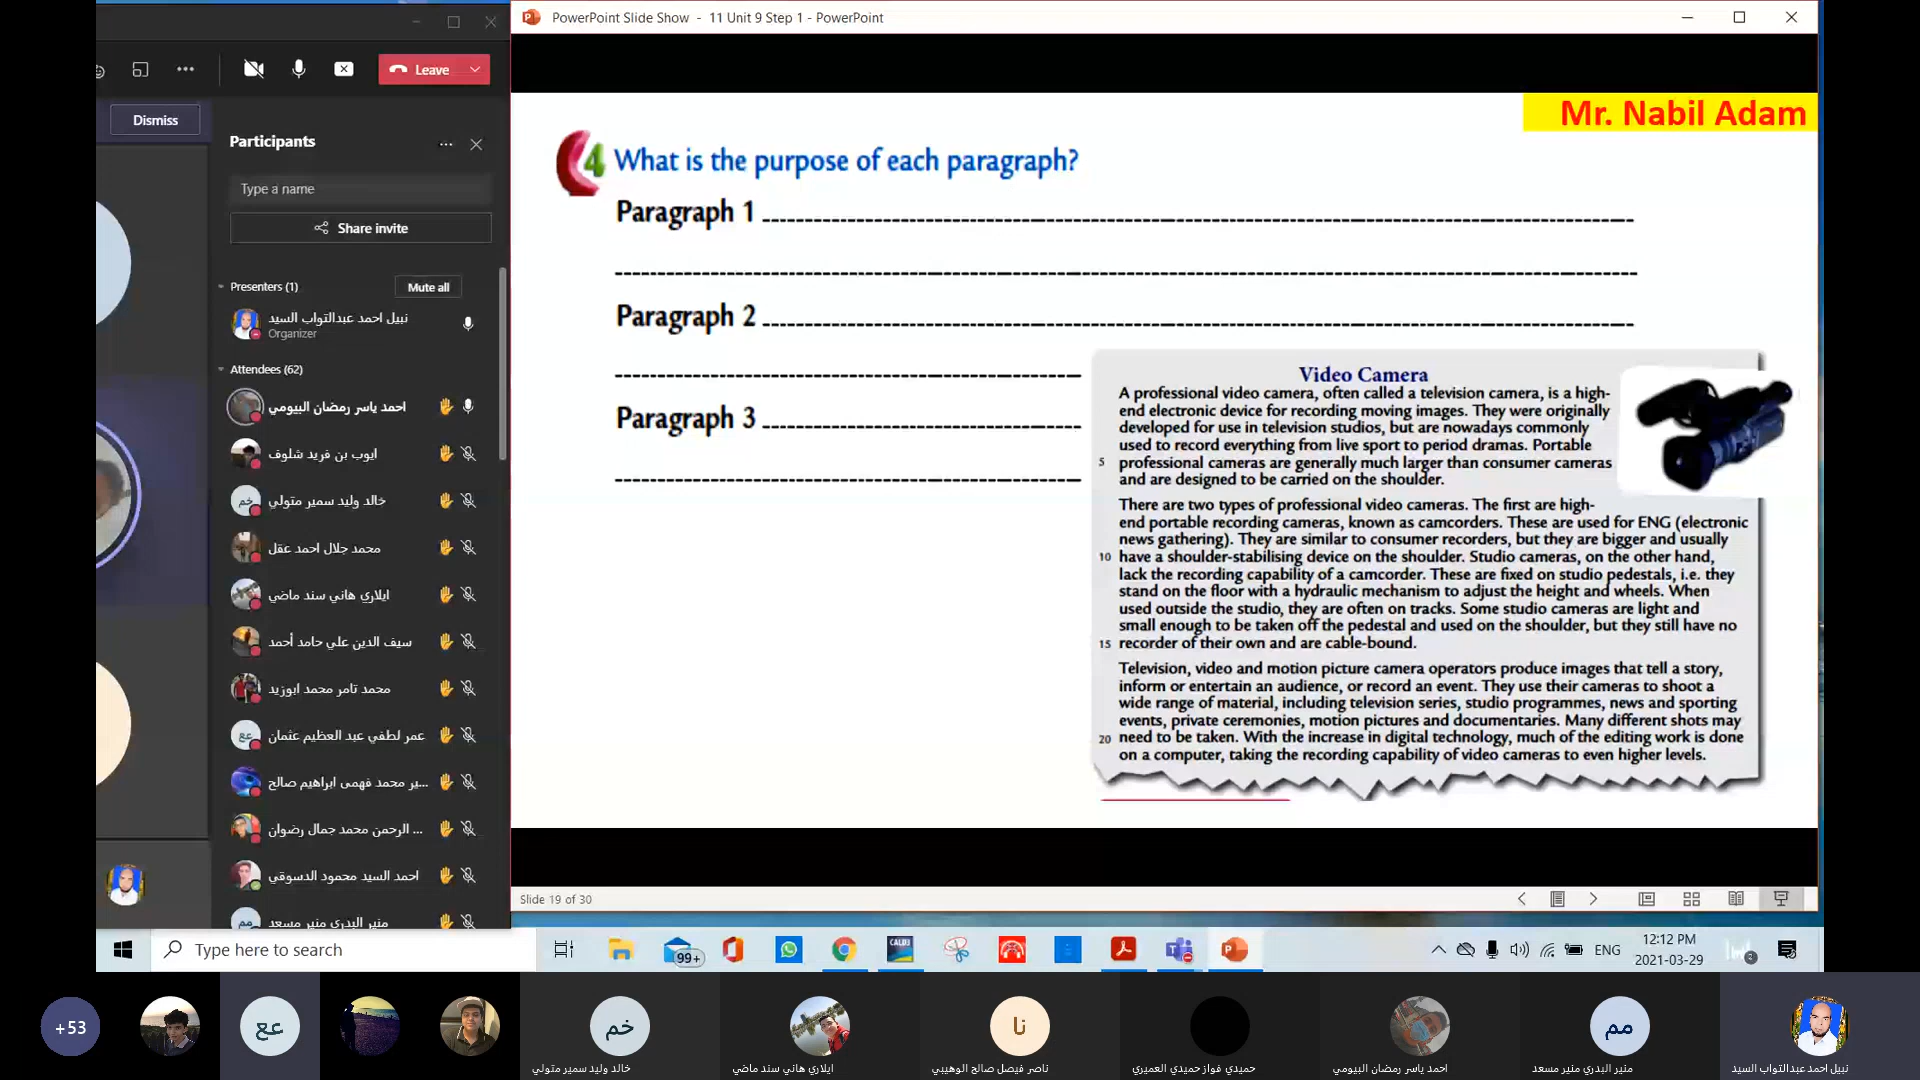 PowerPoint Slide Show - 11 Unit 9 Step 1 - PowerPoint
Leave
Dismiss
Participants
Type a name
Share invite
Presenters (1)
Mute all
نبيل احمد عبدالتواب السيد
Organizer
Attendees (62)
احمد ياسر رمضان البيومي
ايوب بن فريد شلوف
خم
خالد وليد سمير متولي
محمد جلال احمد عقل
ايلاري هاني سند ماضي
سيف الدين علي حامد أحمد
محمد تامر محمد ابوزيد
عع
عمر لطفي عبد العظيم عثمان
...ير محمد فهمى ابراهيم صالح
... الرحمن محمد جمال رضوان
احمد السيد محمود الدسوقي
مم
منير البدري منير مسعد
Mr. Nabil Adam
4 What is the purpose of each paragraph?
Paragraph 1
Paragraph 2
Paragraph 3
Video Camera
A professional video camera, often called a television camera, is a high-
end electronic device for recording moving images. They were originally
developed for use in television studios, but are nowadays commonly
used to record everything from live sport to period dramas. Portable
5 professional cameras are generally much larger than consumer cameras
and are designed to be carried on the shoulder.
There are two types of professional video cameras. The first are high-
end portable recording cameras, known as camcorders. These are used for ENG (electronic
news gathering). They are similar to consumer recorders, but they are bigger and usually
10 have a shoulder-stabilising device on the shoulder. Studio cameras, on the other hand,
lack the recording capability of a camcorder. These are fixed on studio pedestals, i.e. they
stand on the floor with a hydraulic mechanism to adjust the height and wheels. When
used outside the studio, they are often on tracks. Some studio cameras are light and
small enough to be taken off the pedestal and used on the shoulder, but they still have no
15 recorder of their own and are cable-bound.
Television, video and motion picture camera operators produce images that tell a story,
inform or entertain an audience, or record an event. They use their cameras to shoot a
wide range of material, including television series, studio programmes, news and sporting
events, private ceremonies, motion pictures and documentaries. Many different shots may
20 need to be taken. With the increase in digital technology, much of the editing work is done
on a computer, taking the recording capability of video cameras to even higher levels.
Slide 19 of 30
Type here to search
99+
CALD3
ENG
12:12 PM
2021-03-29
2
+53
عع
خم
خالد وليد سمير متولي
ايلاري هاني سند ماضي
نا
ناصر فيصل صالح الوهيبي
حميدي فواز حميدي العميري
احمد ياسر رمضان البيومي
مم
منير البدري منير مسعد
نبيل احمد عبدالتواب السيد